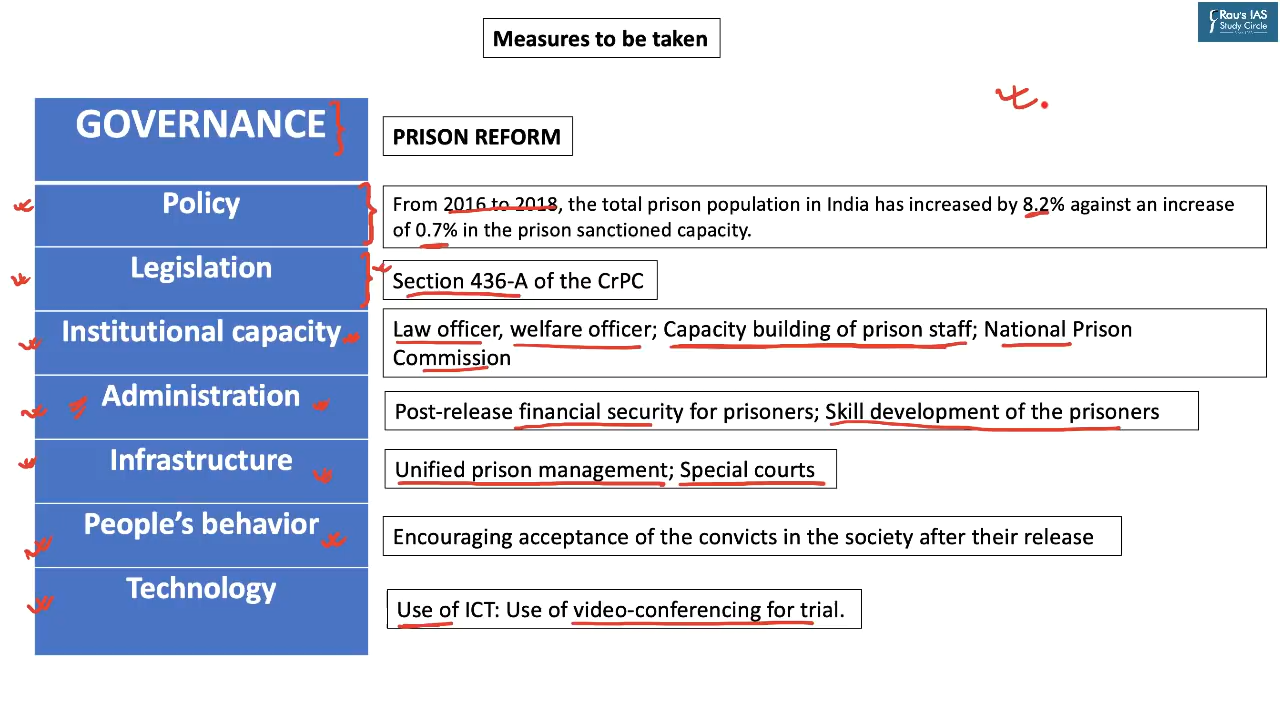 Rau's IAS
Study Circle
Measures to be taken
GOVERNANCE
PRISON REFORM
Policy
From 2016 to 2018, the total prison population in India has increased by 8.2% against an increase
of 0.7% in the prison sanctioned capacity.
Legislation
Section 436-A of the CrPC
Institutional capacity
Law officer, welfare officer; Capacity building of prison staff; National Prison
Commission
Administration
Post-release financial security for prisoners; Skill development of the prisoners
Infrastructure
Unified prison management; Special courts
People's behavior
Encouraging acceptance of the convicts in the society after their release
Technology
Use of ICT: Use of video-conferencing for trial.